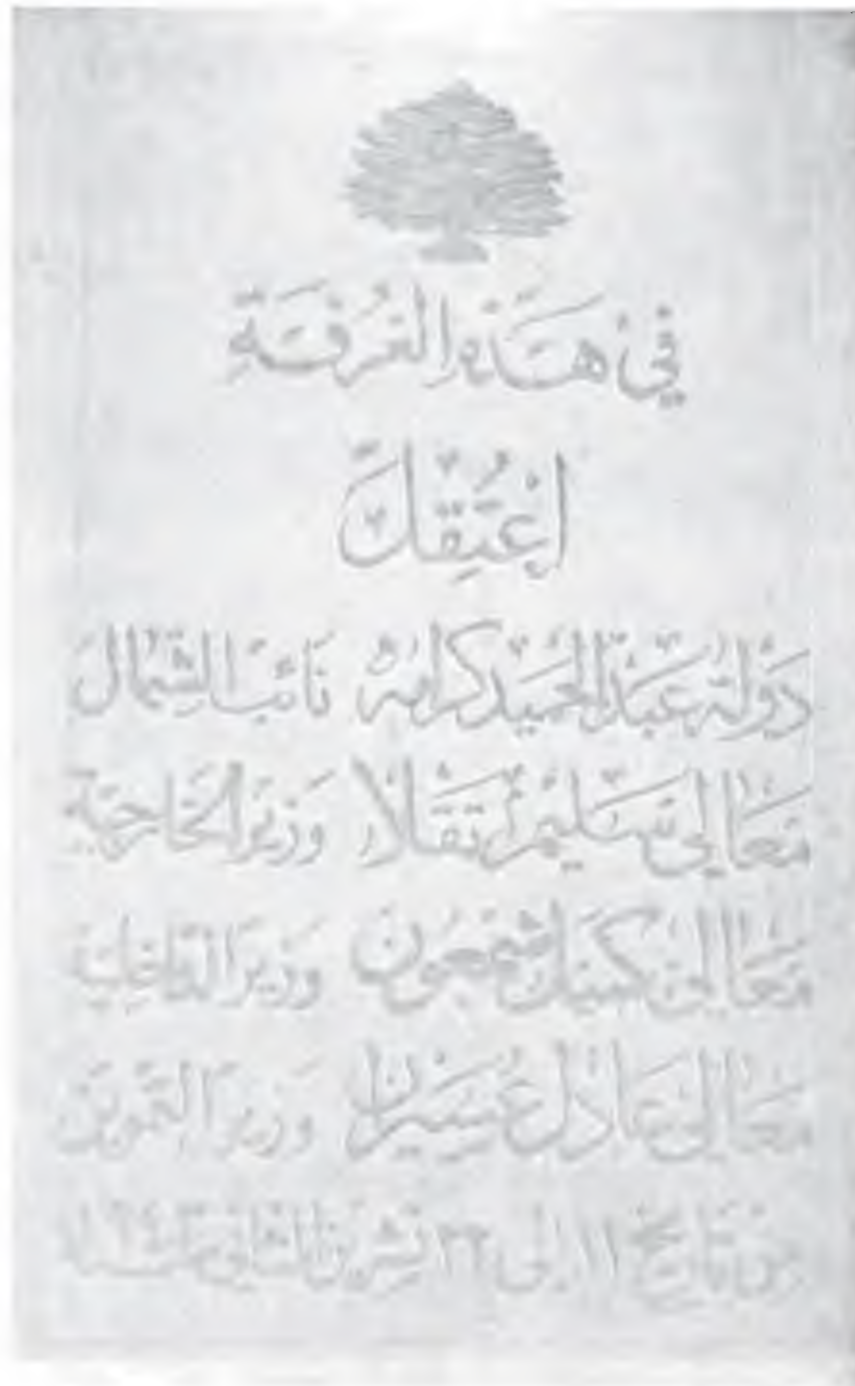 في هذه الغرفة
اعتقل
دولة عبد الحميد كرامه نائب الشمال
معالي سليم تقلا وزير الخارجية
معالي كميل شمعون وزير الداخلية
معالي عادل عسيران وزير التموين
من تاريخ ١١ الى ٢٢ تشرين الثاني سنة